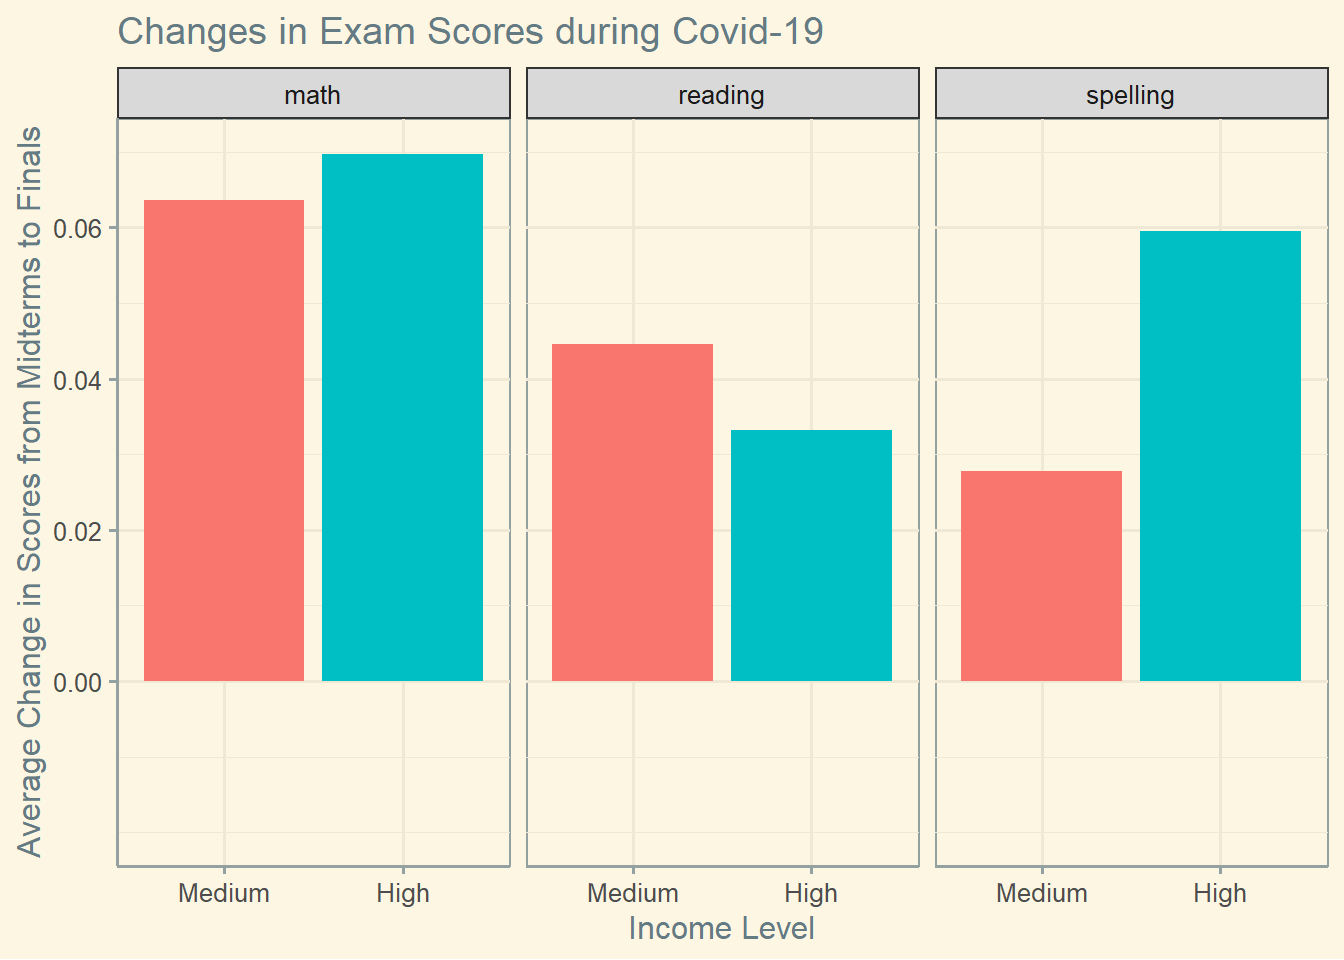 Changes in Exam Scores during Covid-19
math
reading
spelling
Average Change in Scores from Midterms to Finals
0.06
0.04
0.02
0.00
Medium
High
Medium
High
Medium
High
Income Level